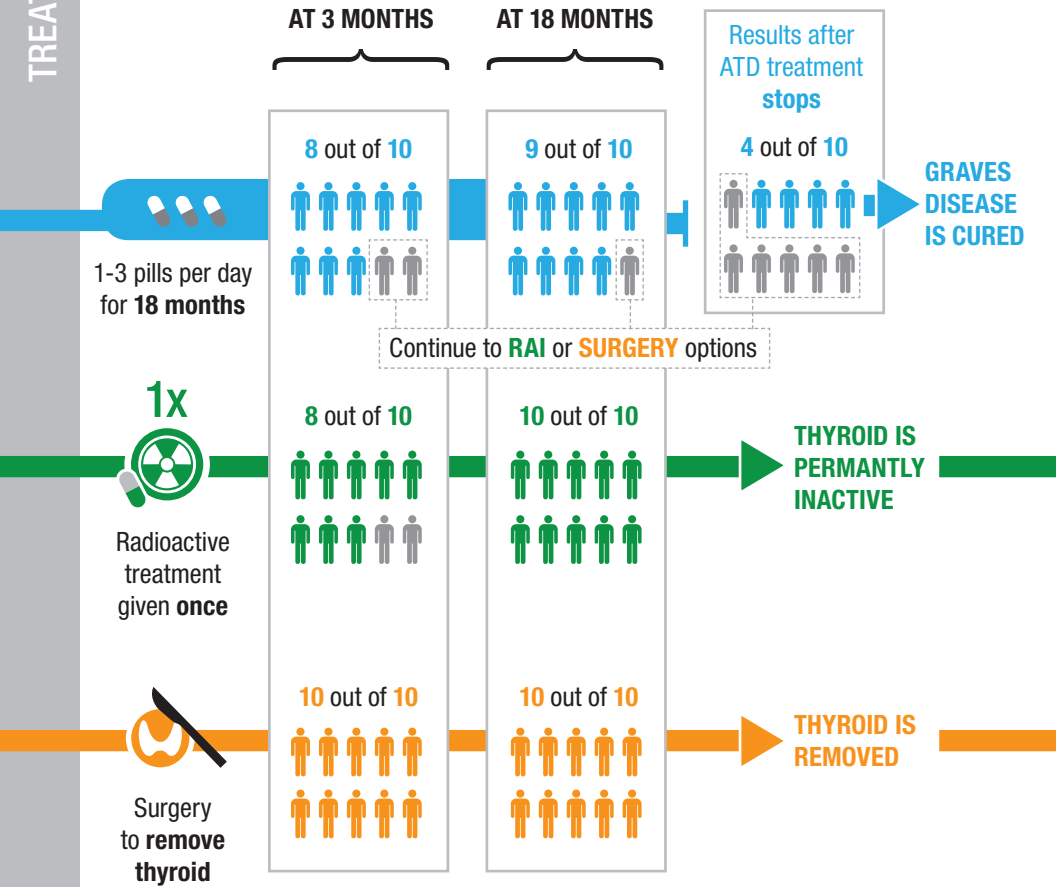 TREAT
AT 3 MONTHS
AT 18 MONTHS
Results after
ATD treatment
stops
8 out of 10
9 out of 10
4 out of 10
GRAVES
DISEASE
IS CURED
1-3 pills per day
for 18 months
Continue to RAI or SURGERY options
1x
8 out of 10
10 out of 10
THYROID IS
PERMANTLY
INACTIVE
Radioactive
treatment
given once
10 out of 10
10 out of 10
THYROID IS
REMOVED
Surgery
to remove
thyroid